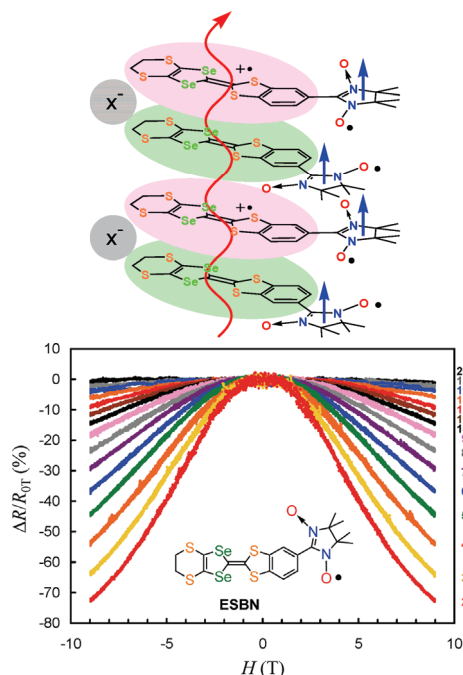 Se
S
S
+•
O
N
X⁻
S
Se
S
N
O •
S
Se
S
S
Se
S
N
O •
O
N
S
Se
S
S
+•
O
N
X⁻
S
Se
S
N
O •
S
Se
S
S
Se
S
N
O •
O
N
10
0
-10
-20
-30
-40
-50
-60
-70
-80
ΔR/R0T (%)
O
N
S
Se
S
S
Se
S
N
O •
ESBN
-10
-5
0
5
10
H (T)